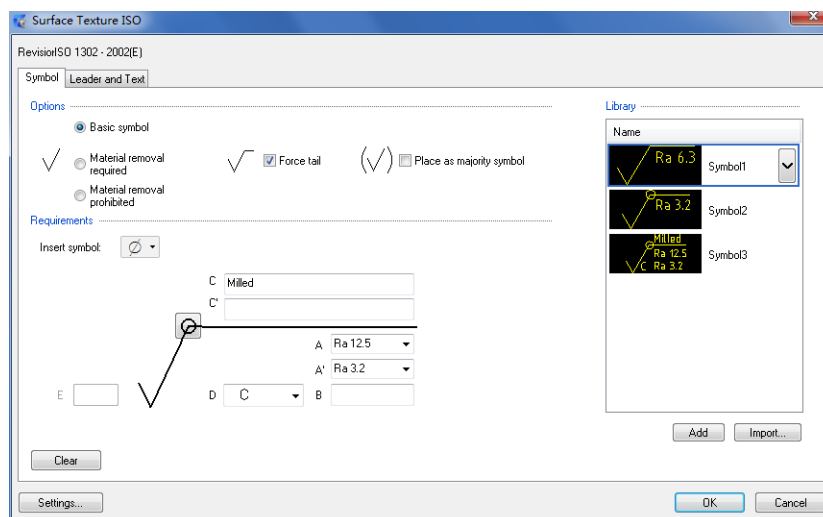 Surface Texture ISO
RevisionISO 1302 - 2002(E)
Symbol Leader and Text
Options
Basic symbol
Material removal required
Force tail
Place as majority symbol
Material removal prohibited
Requirements
Insert symbol:
C Milled
C'
A Ra 12.5
A' Ra 3.2
E
D C
B
Clear
Settings...
Library
Name
Ra 6.3 Symbol1
Ra 3.2 Symbol2
Milled
Ra 12.5
C Ra 3.2
Symbol3
Add Import...
OK Cancel